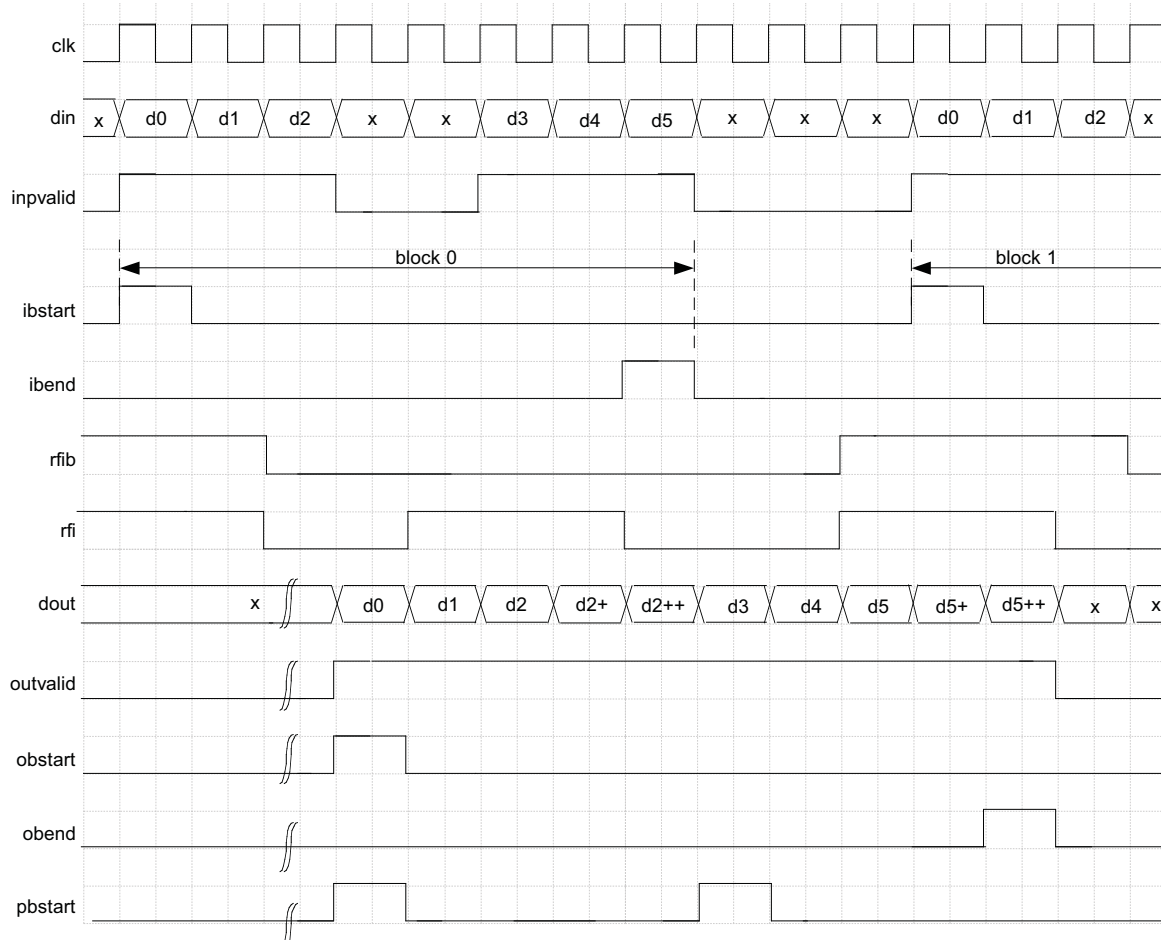 clk
din x d0 d1 d2 x x d3 d4 d5 x x x d0 d1 d2 x
inpvalid
block 0 block 1
ibstart
ibend
rfib
rfi
dout x d0 d1 d2 d2+ d2++ d3 d4 d5 d5+ d5++ x x
outvalid
obstart
obend
pbstart